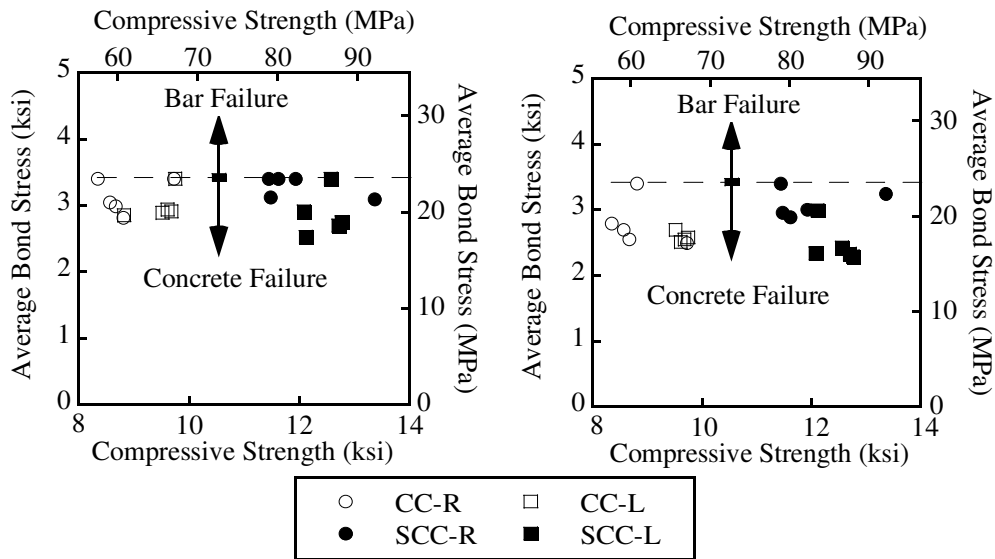 Compressive Strength (MPa)
60 70 80 90
5
4
3
2
1
0
Average Bond Stress (ksi)
Bar Failure
Concrete Failure
30
20
10
0
Average Bond Stress (MPa)
8 10 12 14
Compressive Strength (ksi)
Compressive Strength (MPa)
60 70 80 90
5
4
3
2
1
0
Average Bond Stress (ksi)
Bar Failure
Concrete Failure
30
20
10
0
Average Bond Stress (MPa)
8 10 12 14
Compressive Strength (ksi)
CC-R CC-L
SCC-R SCC-L